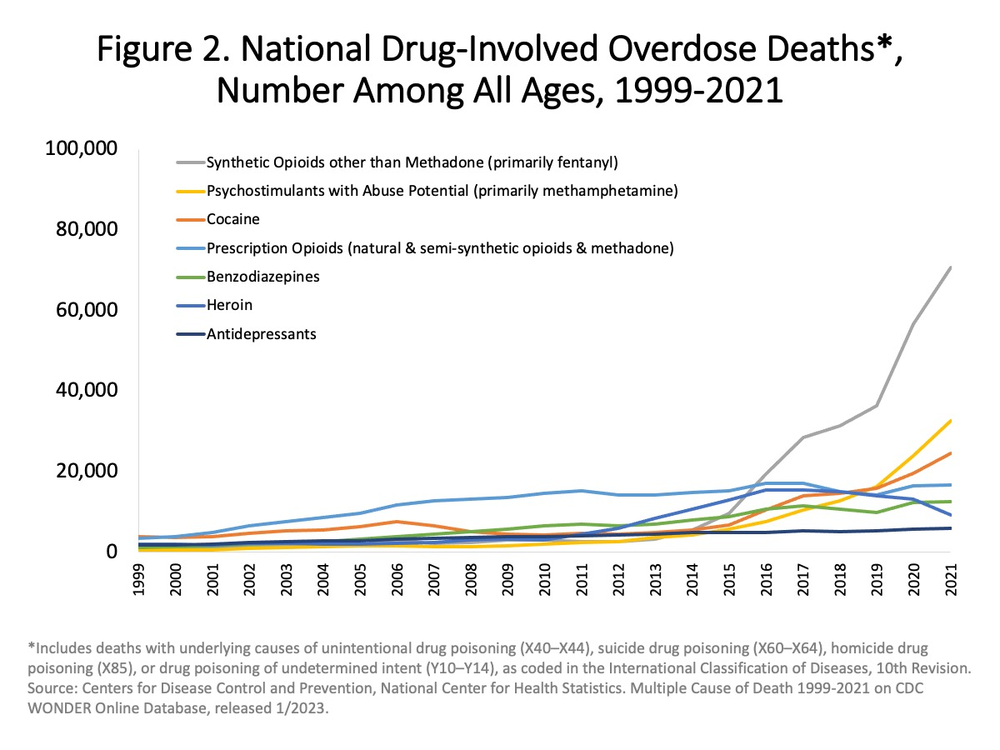 Figure 2. National Drug-Involved Overdose Deaths*,
Number Among All Ages, 1999-2021
100,000
80,000
60,000
40,000
20,000
0
Synthetic Opioids other than Methadone (primarily fentanyl)
Psychostimulants with Abuse Potential (primarily methamphetamine)
Cocaine
Prescription Opioids (natural & semi-synthetic opioids & methadone)
Benzodiazepines
Heroin
Antidepressants
1999
2000
2001
2002
2003
2004
2005
2006
2007
2008
2009
2010
2011
2012
2013
2014
2015
2016
2017
2018
2019
2020
2021
*Includes deaths with underlying causes of unintentional drug poisoning (X40–X44), suicide drug poisoning (X60–X64), homicide drug
poisoning (X85), or drug poisoning of undetermined intent (Y10–Y14), as coded in the International Classification of Diseases, 10th Revision.
Source: Centers for Disease Control and Prevention, National Center for Health Statistics. Multiple Cause of Death 1999-2021 on CDC
WONDER Online Database, released 1/2023.